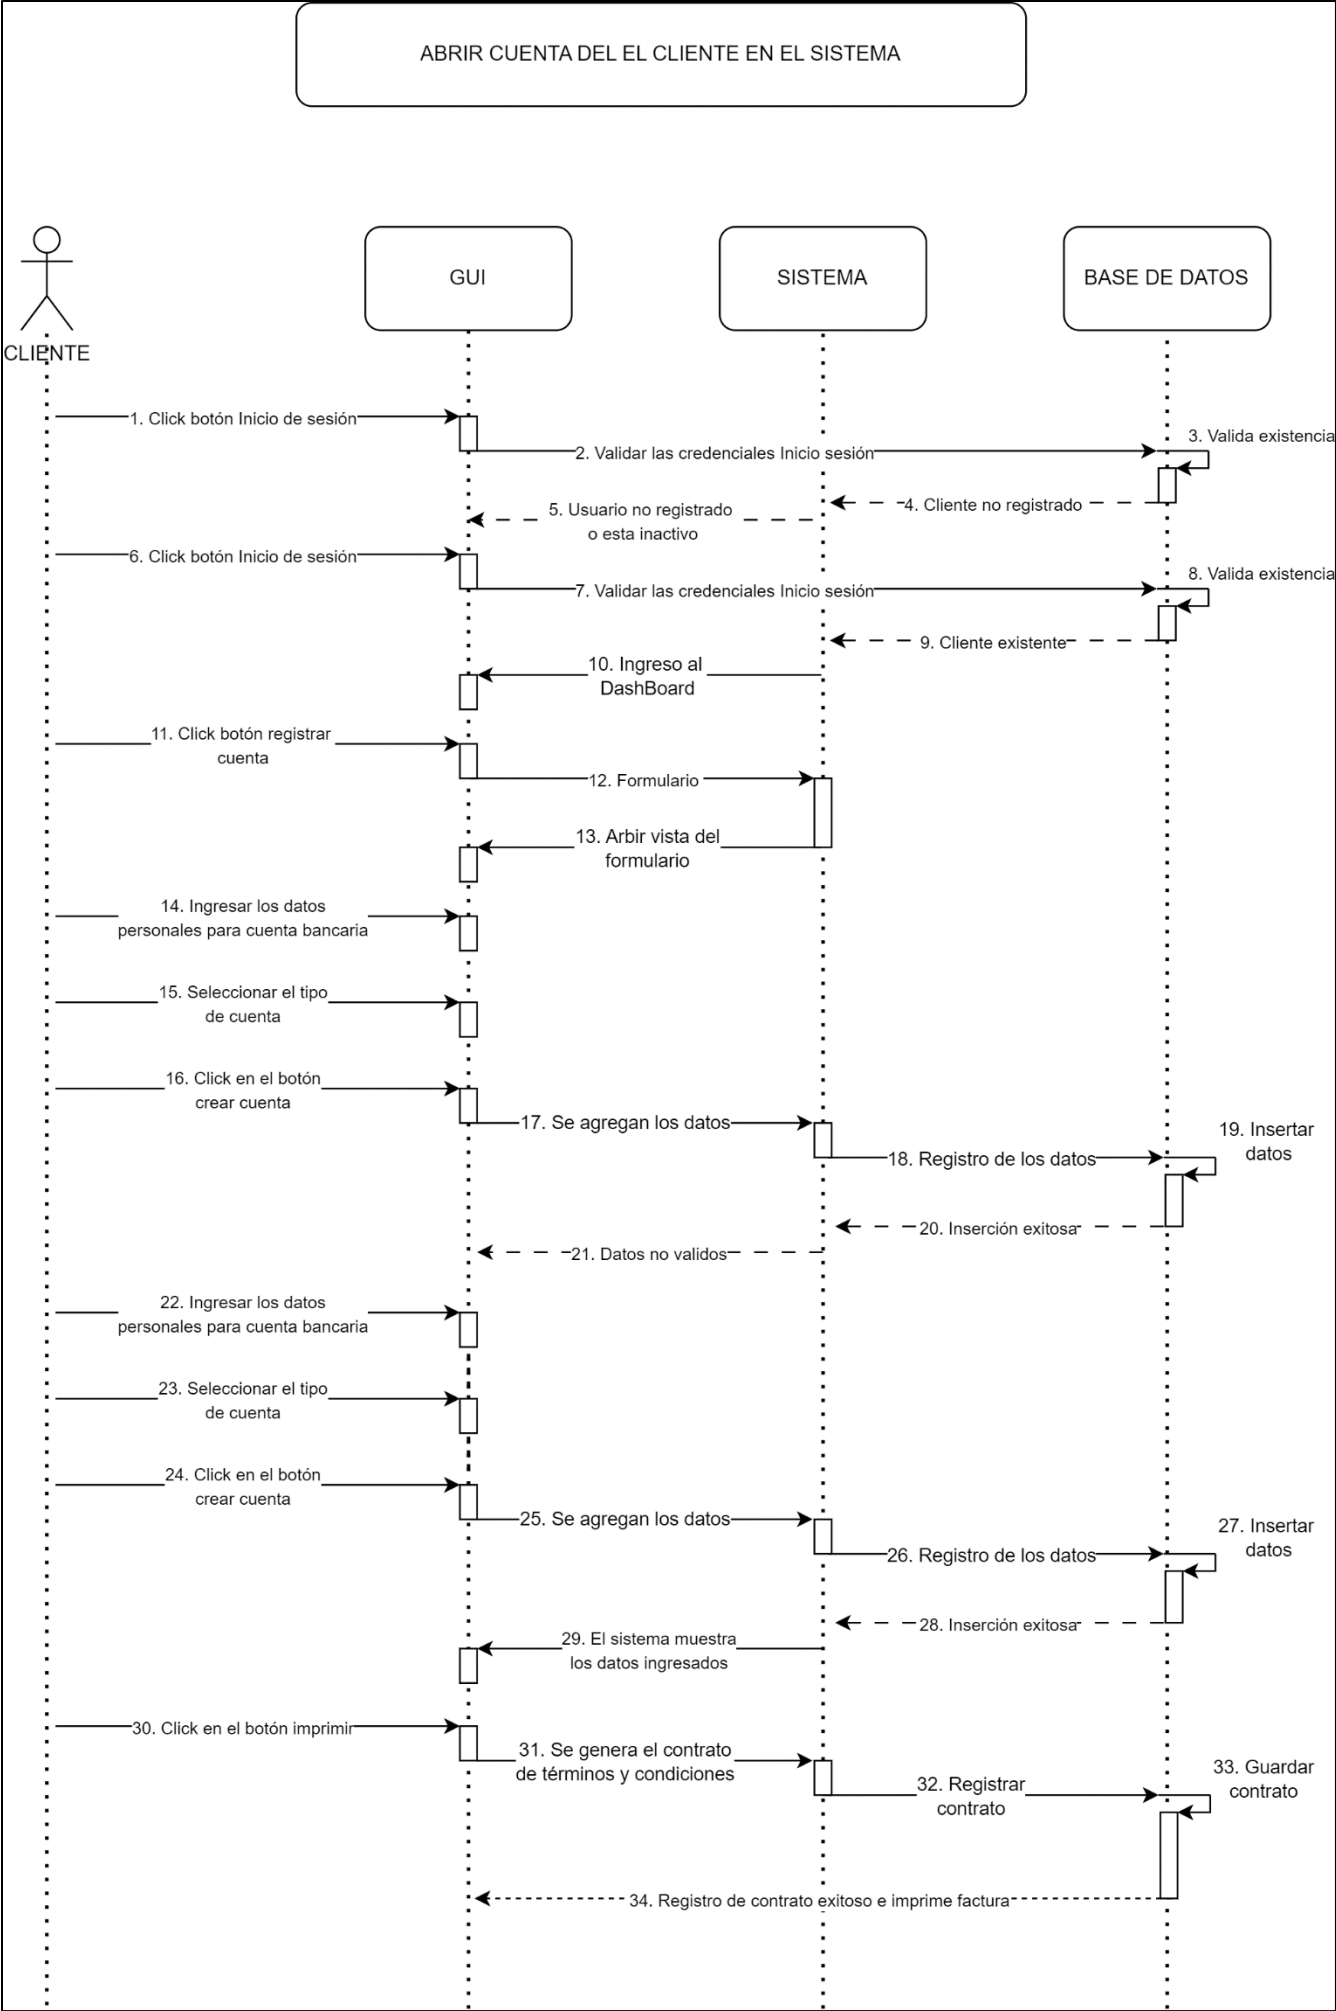 ABRIR CUENTA DEL EL CLIENTE EN EL SISTEMA
CLIENTE
GUI
SISTEMA
BASE DE DATOS
1. Click botón Inicio de sesión
2. Validar las credenciales Inicio sesión
3. Valida existencia
4. Cliente no registrado
5. Usuario no registrado
o esta inactivo
6. Click botón Inicio de sesión
7. Validar las credenciales Inicio sesión
8. Valida existencia
9. Cliente existente
10. Ingreso al
DashBoard
11. Click botón registrar
cuenta
12. Formulario
13. Arbir vista del
formulario
14. Ingresar los datos
personales para cuenta bancaria
15. Seleccionar el tipo
de cuenta
16. Click en el botón
crear cuenta
17. Se agregan los datos
18. Registro de los datos
19. Insertar
datos
20. Inserción exitosa
21. Datos no validos
22. Ingresar los datos
personales para cuenta bancaria
23. Seleccionar el tipo
de cuenta
24. Click en el botón
crear cuenta
25. Se agregan los datos
26. Registro de los datos
27. Insertar
datos
28. Inserción exitosa
29. El sistema muestra
los datos ingresados
30. Click en el botón imprimir
31. Se genera el contrato
de términos y condiciones
32. Registrar
contrato
33. Guardar
contrato
34. Registro de contrato exitoso e imprime factura